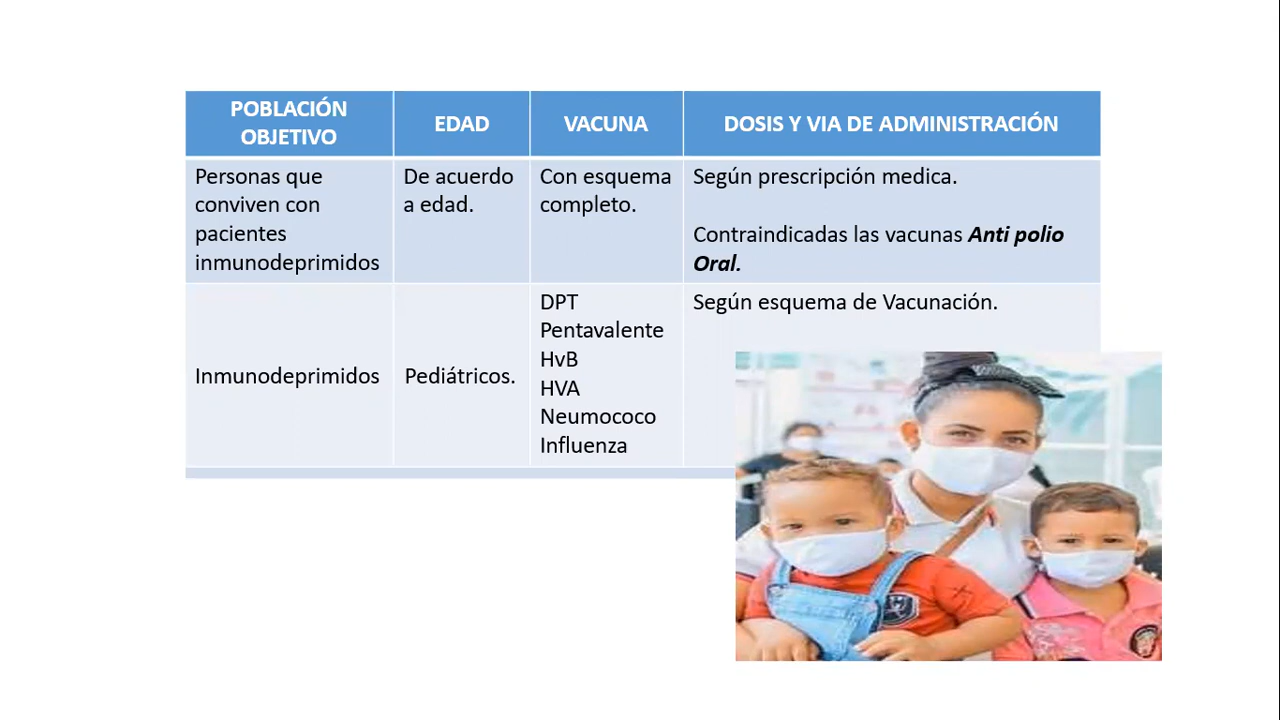 POBLACIÓN
OBJETIVO
EDAD
VACUNA
DOSIS Y VIA DE ADMINISTRACIÓN
Personas que
conviven con
pacientes
inmunodeprimidos
De acuerdo
a edad.
Con esquema
completo.
Según prescripción medica.
Contraindicadas las vacunas Anti polio
Oral.
Inmunodeprimidos
Pediátricos.
DPT
Pentavalente
HvB
HVA
Neumococo
Influenza
Según esquema de Vacunación.